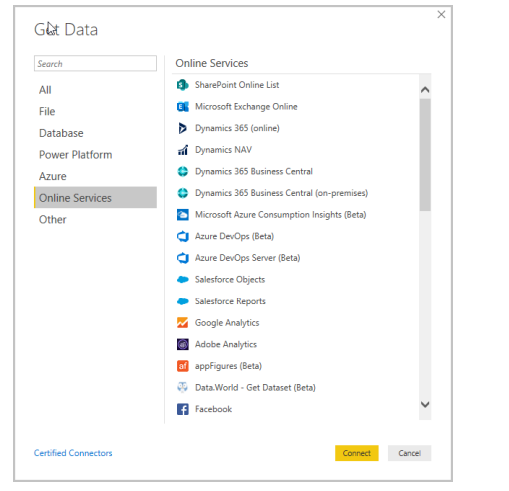 Get Data
Search
All
File
Database
Power Platform
Azure
Online Services
Other
Online Services
SharePoint Online List
Microsoft Exchange Online
Dynamics 365 (online)
Dynamics NAV
Dynamics 365 Business Central
Dynamics 365 Business Central (on-premises)
Microsoft Azure Consumption Insights (Beta)
Azure DevOps (Beta)
Azure DevOps Server (Beta)
Salesforce Objects
Salesforce Reports
Google Analytics
Adobe Analytics
af appFigures (Beta)
Data.World - Get Dataset (Beta)
Facebook
Certified Connectors
Connect
Cancel